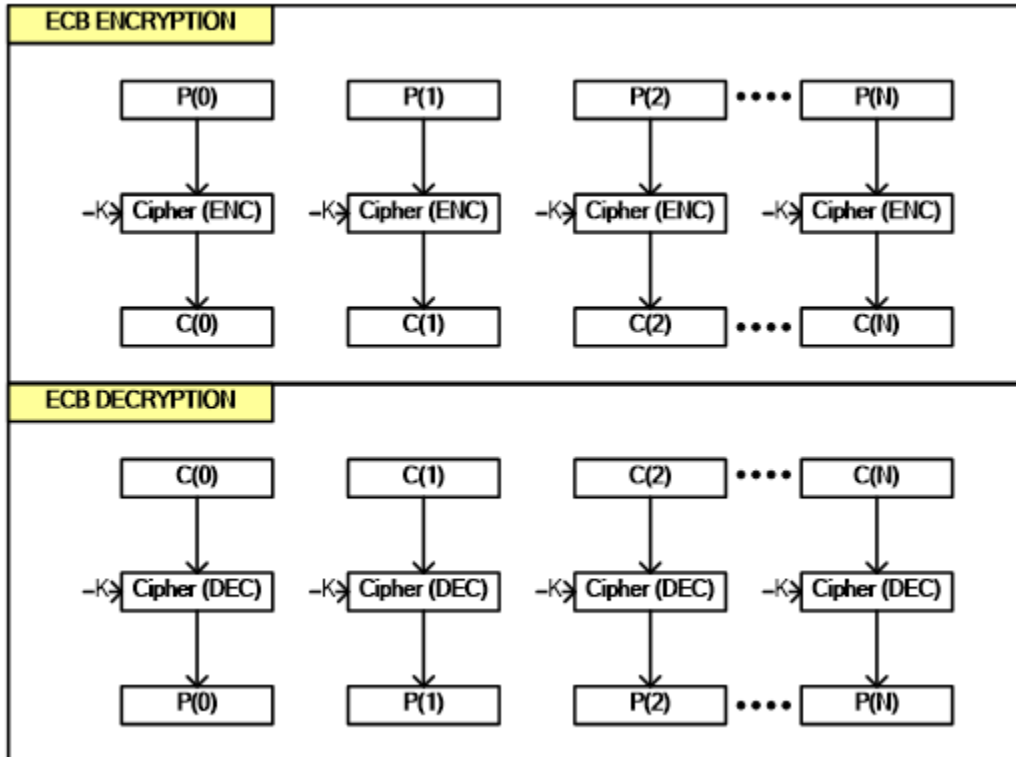 ECB ENCRYPTION
P(0) P(1) P(2) •••• P(N)
–K Cipher (ENC) –K Cipher (ENC) –K Cipher (ENC) –K Cipher (ENC)
C(0) C(1) C(2) •••• C(N)
ECB DECRYPTION
C(0) C(1) C(2) •••• C(N)
–K Cipher (DEC) –K Cipher (DEC) –K Cipher (DEC) –K Cipher (DEC)
P(0) P(1) P(2) •••• P(N)